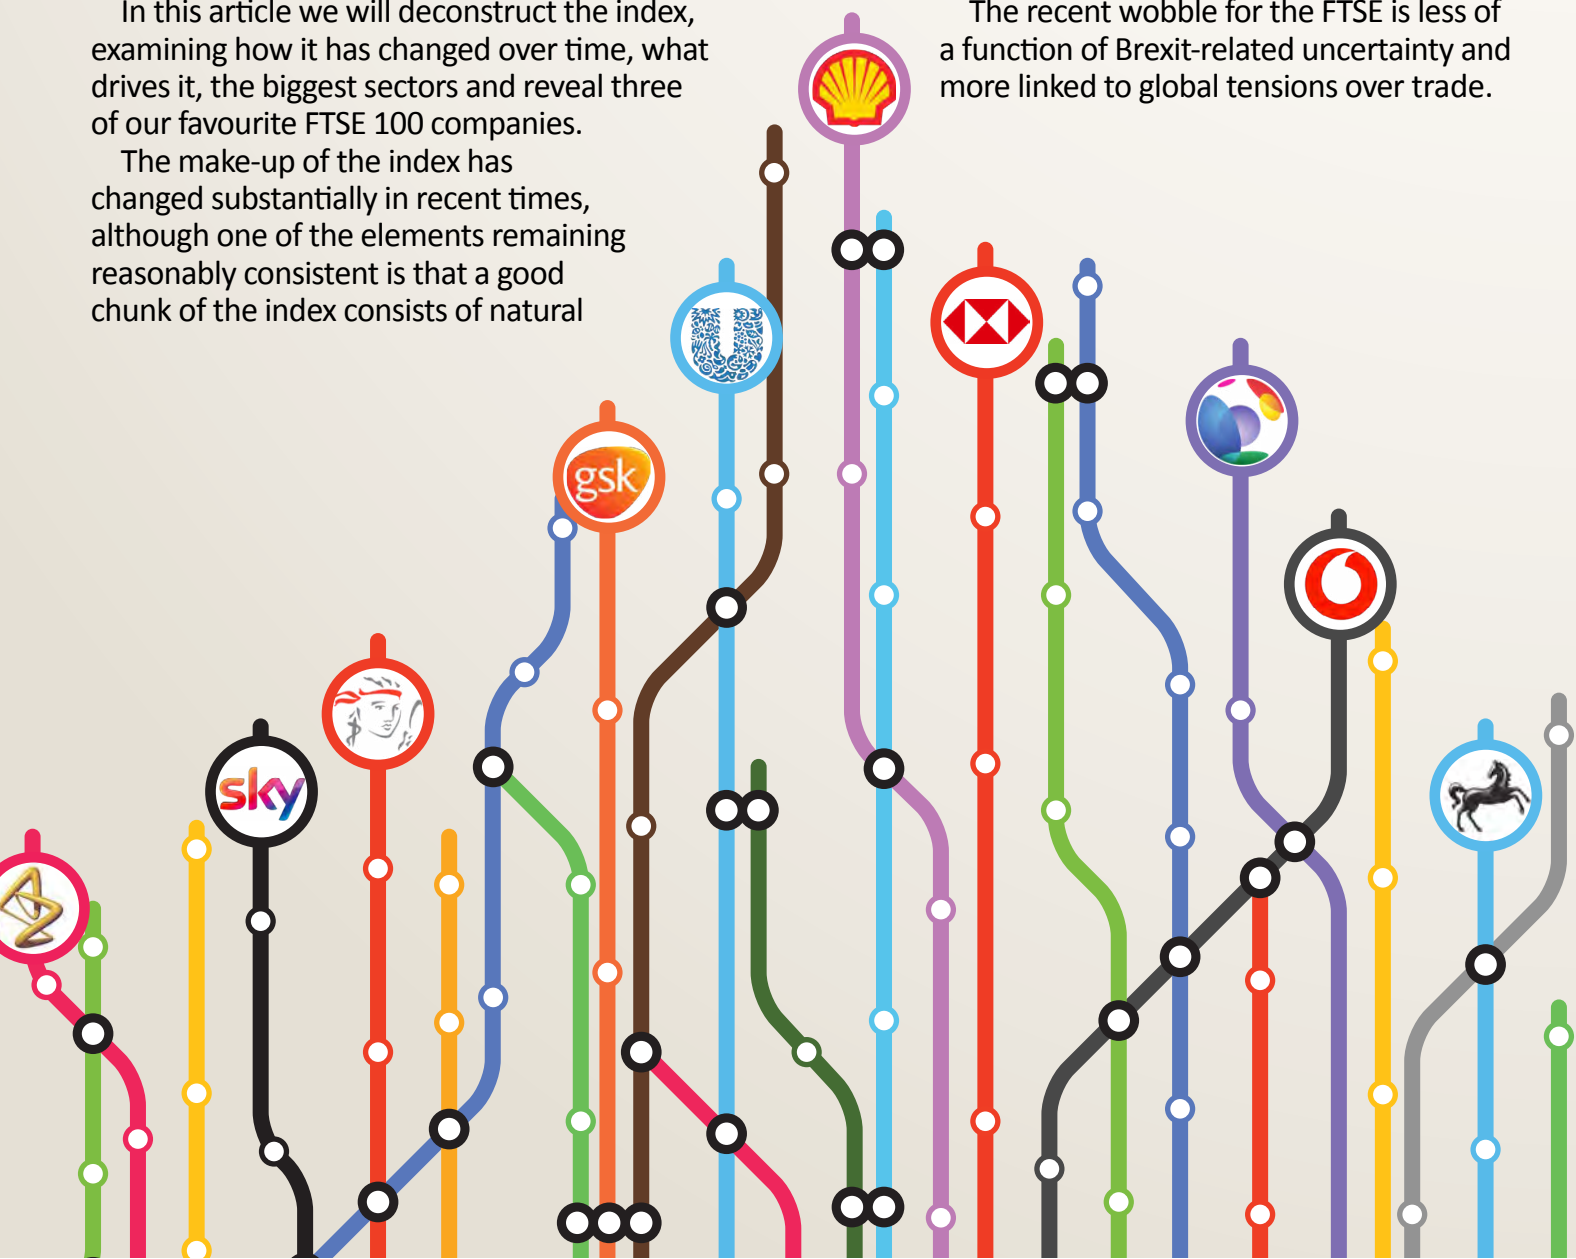 In this article we will deconstruct the index,
examining how it has changed over time, what
drives it, the biggest sectors and reveal three
of our favourite FTSE 100 companies.
The make-up of the index has
changed substantially in recent times,
although one of the elements remaining
reasonably consistent is that a good
chunk of the index consists of natural
The recent wobble for the FTSE is less of
a function of Brexit-related uncertainty and
more linked to global tensions over trade.
gsk
sky